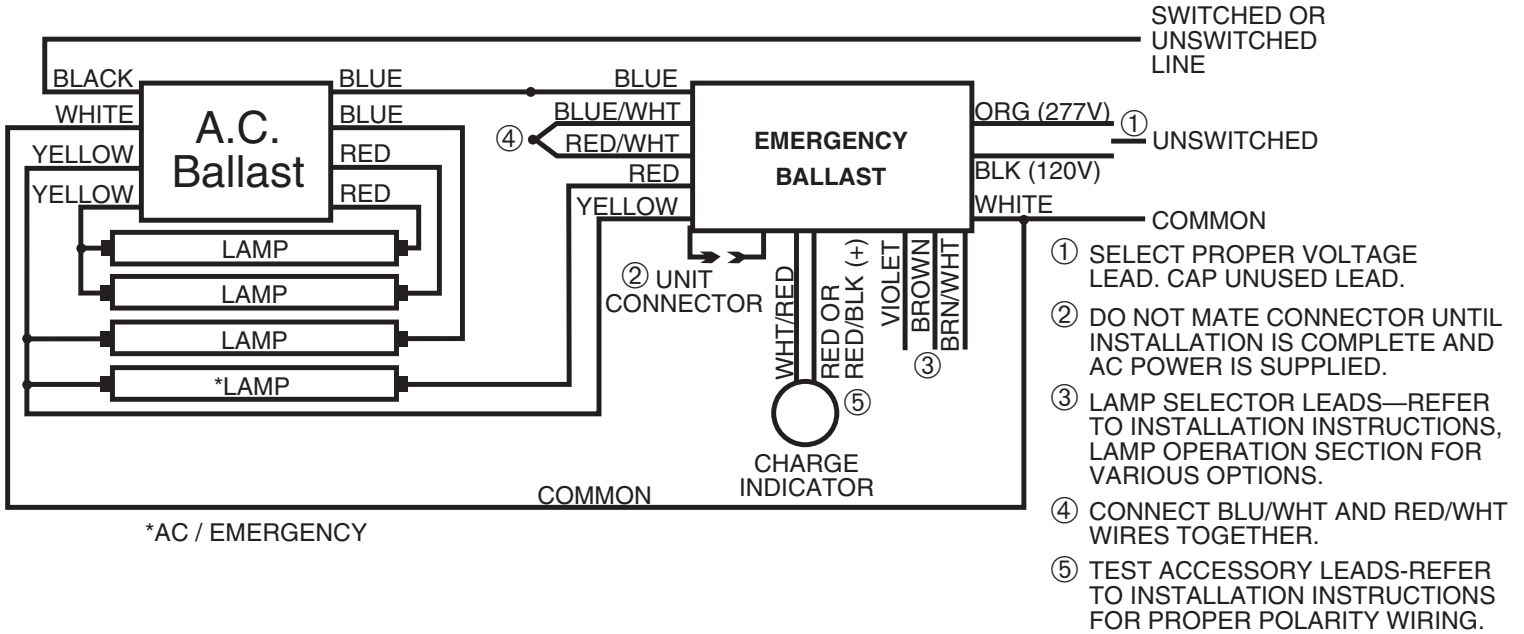 SWITCHED OR
UNSWITCHED
LINE
BLACK
WHITE
YELLOW
YELLOW
A.C.
Ballast
BLUE
BLUE
RED
RED
LAMP
LAMP
LAMP
*LAMP
BLUE
BLUE/WHT
④
RED/WHT
RED
YELLOW
EMERGENCY
BALLAST
ORG (277V)
①
UNSWITCHED
BLK (120V)
WHITE
COMMON
② UNIT
CONNECTOR
WHT/RED
RED OR
RED/BLK (+)
VIOLET
BROWN
BRN/WHT
③
⑤
CHARGE
INDICATOR
COMMON
*AC / EMERGENCY
① SELECT PROPER VOLTAGE
LEAD. CAP UNUSED LEAD.
② DO NOT MATE CONNECTOR UNTIL
INSTALLATION IS COMPLETE AND
AC POWER IS SUPPLIED.
③ LAMP SELECTOR LEADS—REFER
TO INSTALLATION INSTRUCTIONS,
LAMP OPERATION SECTION FOR
VARIOUS OPTIONS.
④ CONNECT BLU/WHT AND RED/WHT
WIRES TOGETHER.
⑤ TEST ACCESSORY LEADS-REFER
TO INSTALLATION INSTRUCTIONS
FOR PROPER POLARITY WIRING.